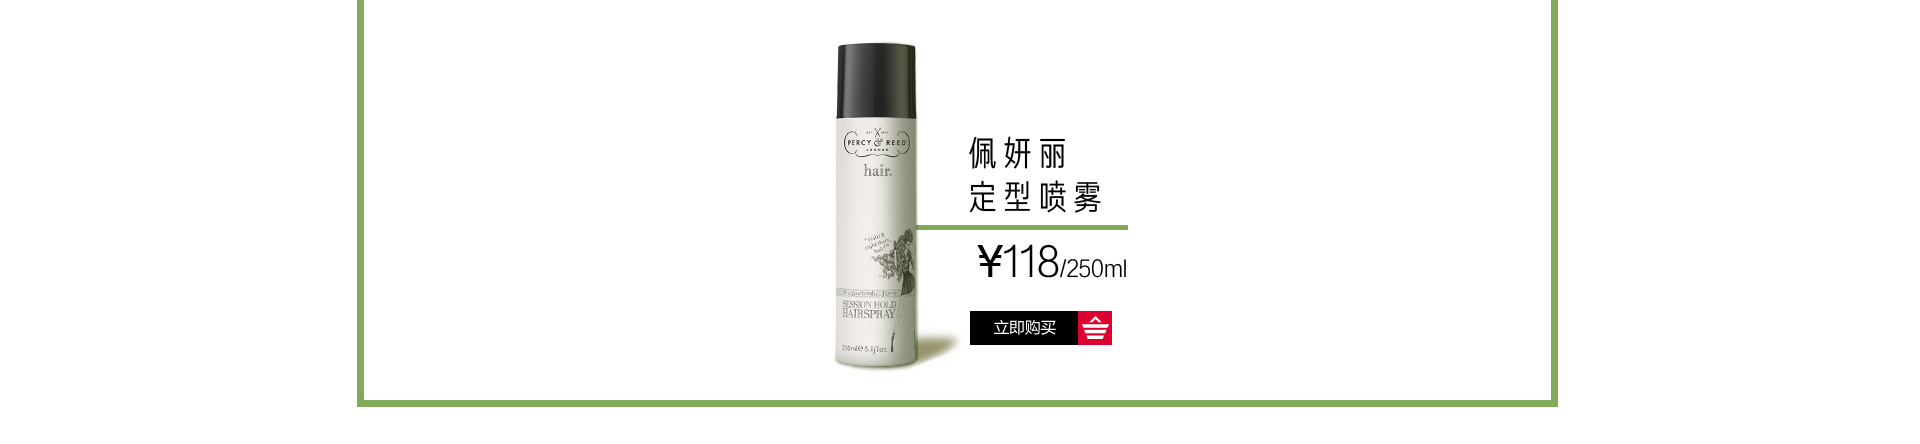 PERCY & REED
LONDON
hair.
SESSION HOLD
HAIRSPRAY
佩妍丽
定型喷雾
¥118/250ml
立即购买